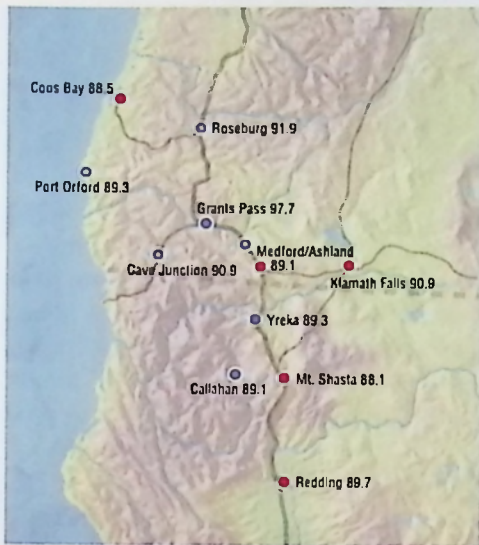 Coos Bay 88.5
Roseburg 91.9
Port Orford 89.3
Grants Pass 97.7
Medford/Ashland
89.1
Cave Junction 90.9
Klamath Falls 90.9
Yreka 89.3
Callahan 89.1
Mt. Shasta 88.1
Redding 89.7